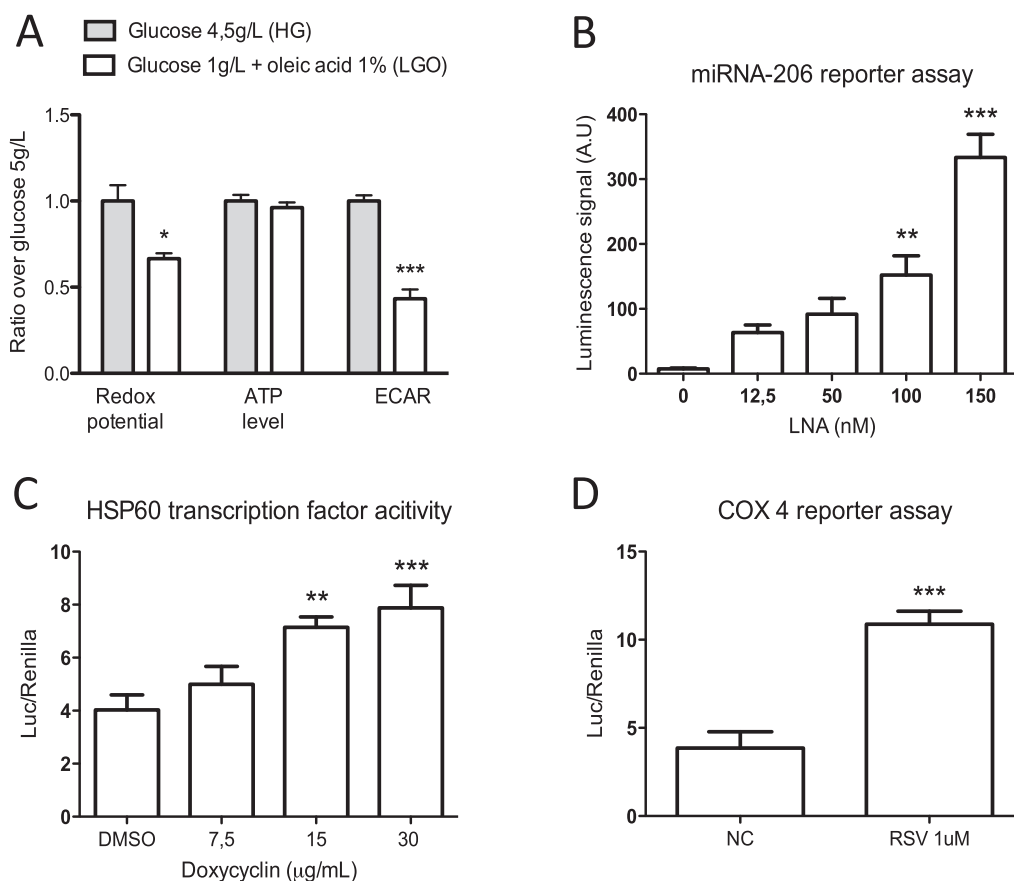 A
Glucose 4,5g/L (HG)
Glucose 1g/L + oleic acid 1% (LGO)
Ratio over glucose 5g/L
1.5
1.0
0.5
0.0
*
***
Redox
potential
ATP
level
ECAR
B
miRNA-206 reporter assay
Luminescence signal (A.U)
400
300
200
100
0
**
***
0 12,5 50 100 150
LNA (nM)
C
HSP60 transcription factor acitivity
Luc/Renilla
10
8
6
4
2
0
**
***
DMSO 7,5 15 30
Doxycyclin (µg/mL)
D
COX 4 reporter assay
Luc/Renilla
15
10
5
0
***
NC RSV 1uM